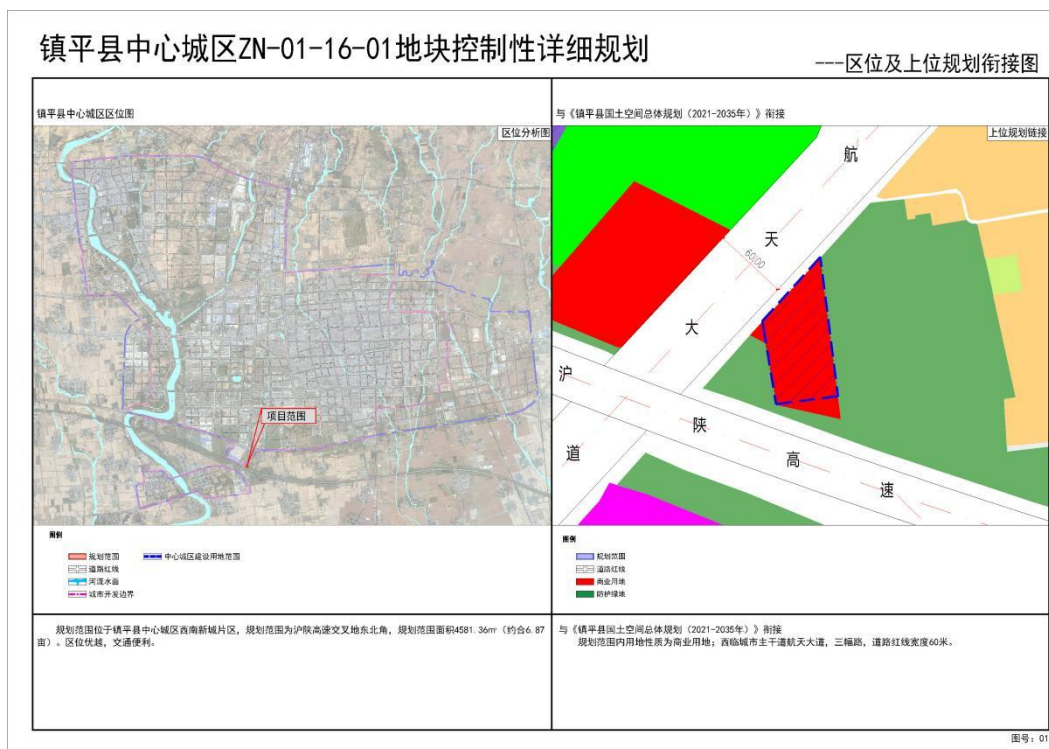 镇平县中心城区ZN-01-16-01地块控制性详细规划
---区位及上位规划衔接图
镇平县中心城区区位图
区位分析图
项目范围
图例
规划范围
中心城区建设用地范围
道路红线
河流水面
城市开发边界
规划范围位于镇平县中心城区西南新城片区，规划范围为沪陕高速交叉地东北角，规划范围面积4581.36㎡（约合6.87
亩）。区位优越，交通便利。
与《镇平县国土空间总体规划（2021-2035年）》衔接
上位规划链接
航
天
60.00
大
道
沪
陕
高
速
图例
规划范围
道路红线
商业用地
防护绿地
与《镇平县国土空间总体规划（2021-2035年）》衔接
规划范围内用地性质为商业用地；西临城市主干道航天大道，三幅路，道路红线宽度60米。
图号：01